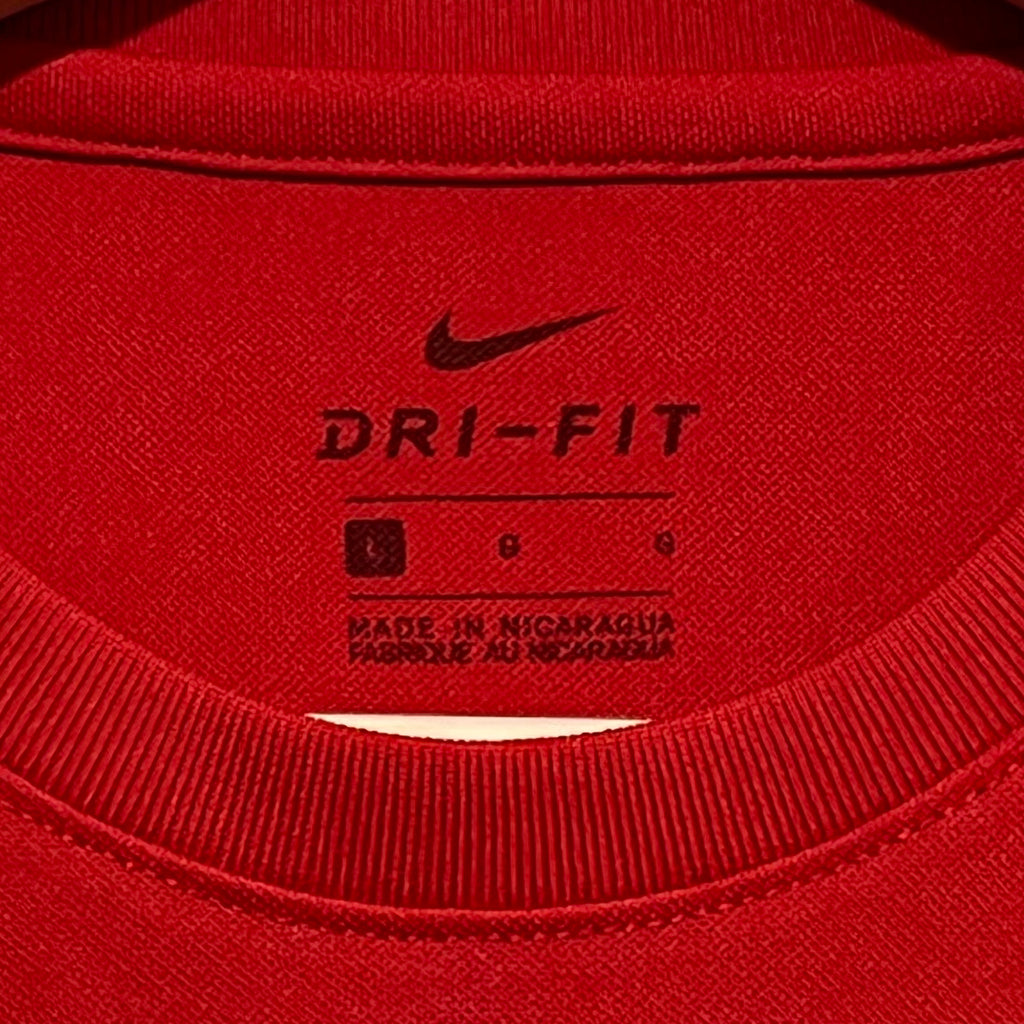 DRI-FIT
L G G
MADE IN NICARAGUA
FABRIQUÉ AU NICARAGUA